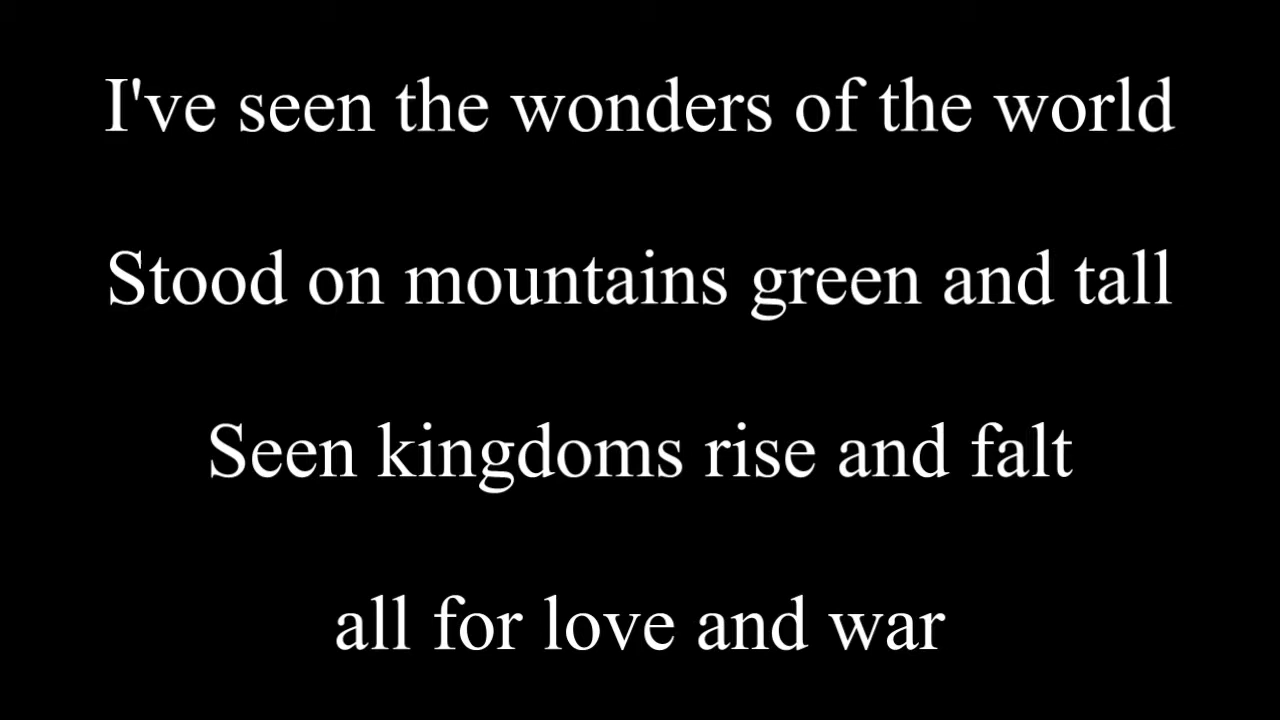 I've seen the wonders of the world
Stood on mountains green and tall
Seen kingdoms rise and falt
all for love and war